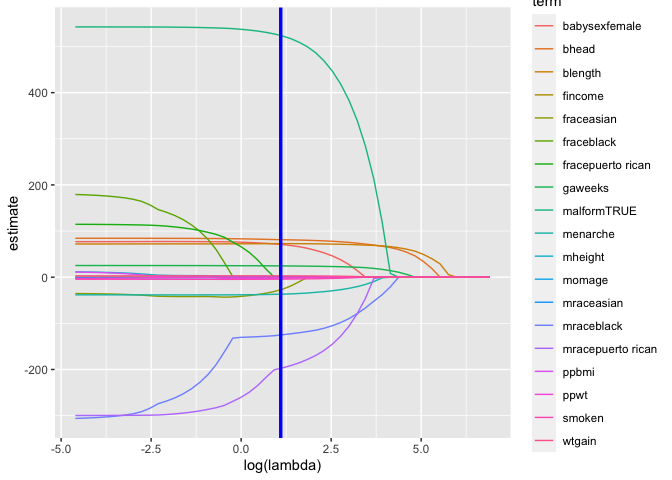 term
babysexfemale
bhead
blength
fincome
fraceasian
fraceblack
fracepuerto rican
gaweeks
malformTRUE
menarche
mheight
momage
mraceasian
mraceblack
mracepuerto rican
ppbmi
ppwt
smoken
wtgain
estimate
400
200
0
-200
-5.0 -2.5 0.0 2.5 5.0
log(lambda)